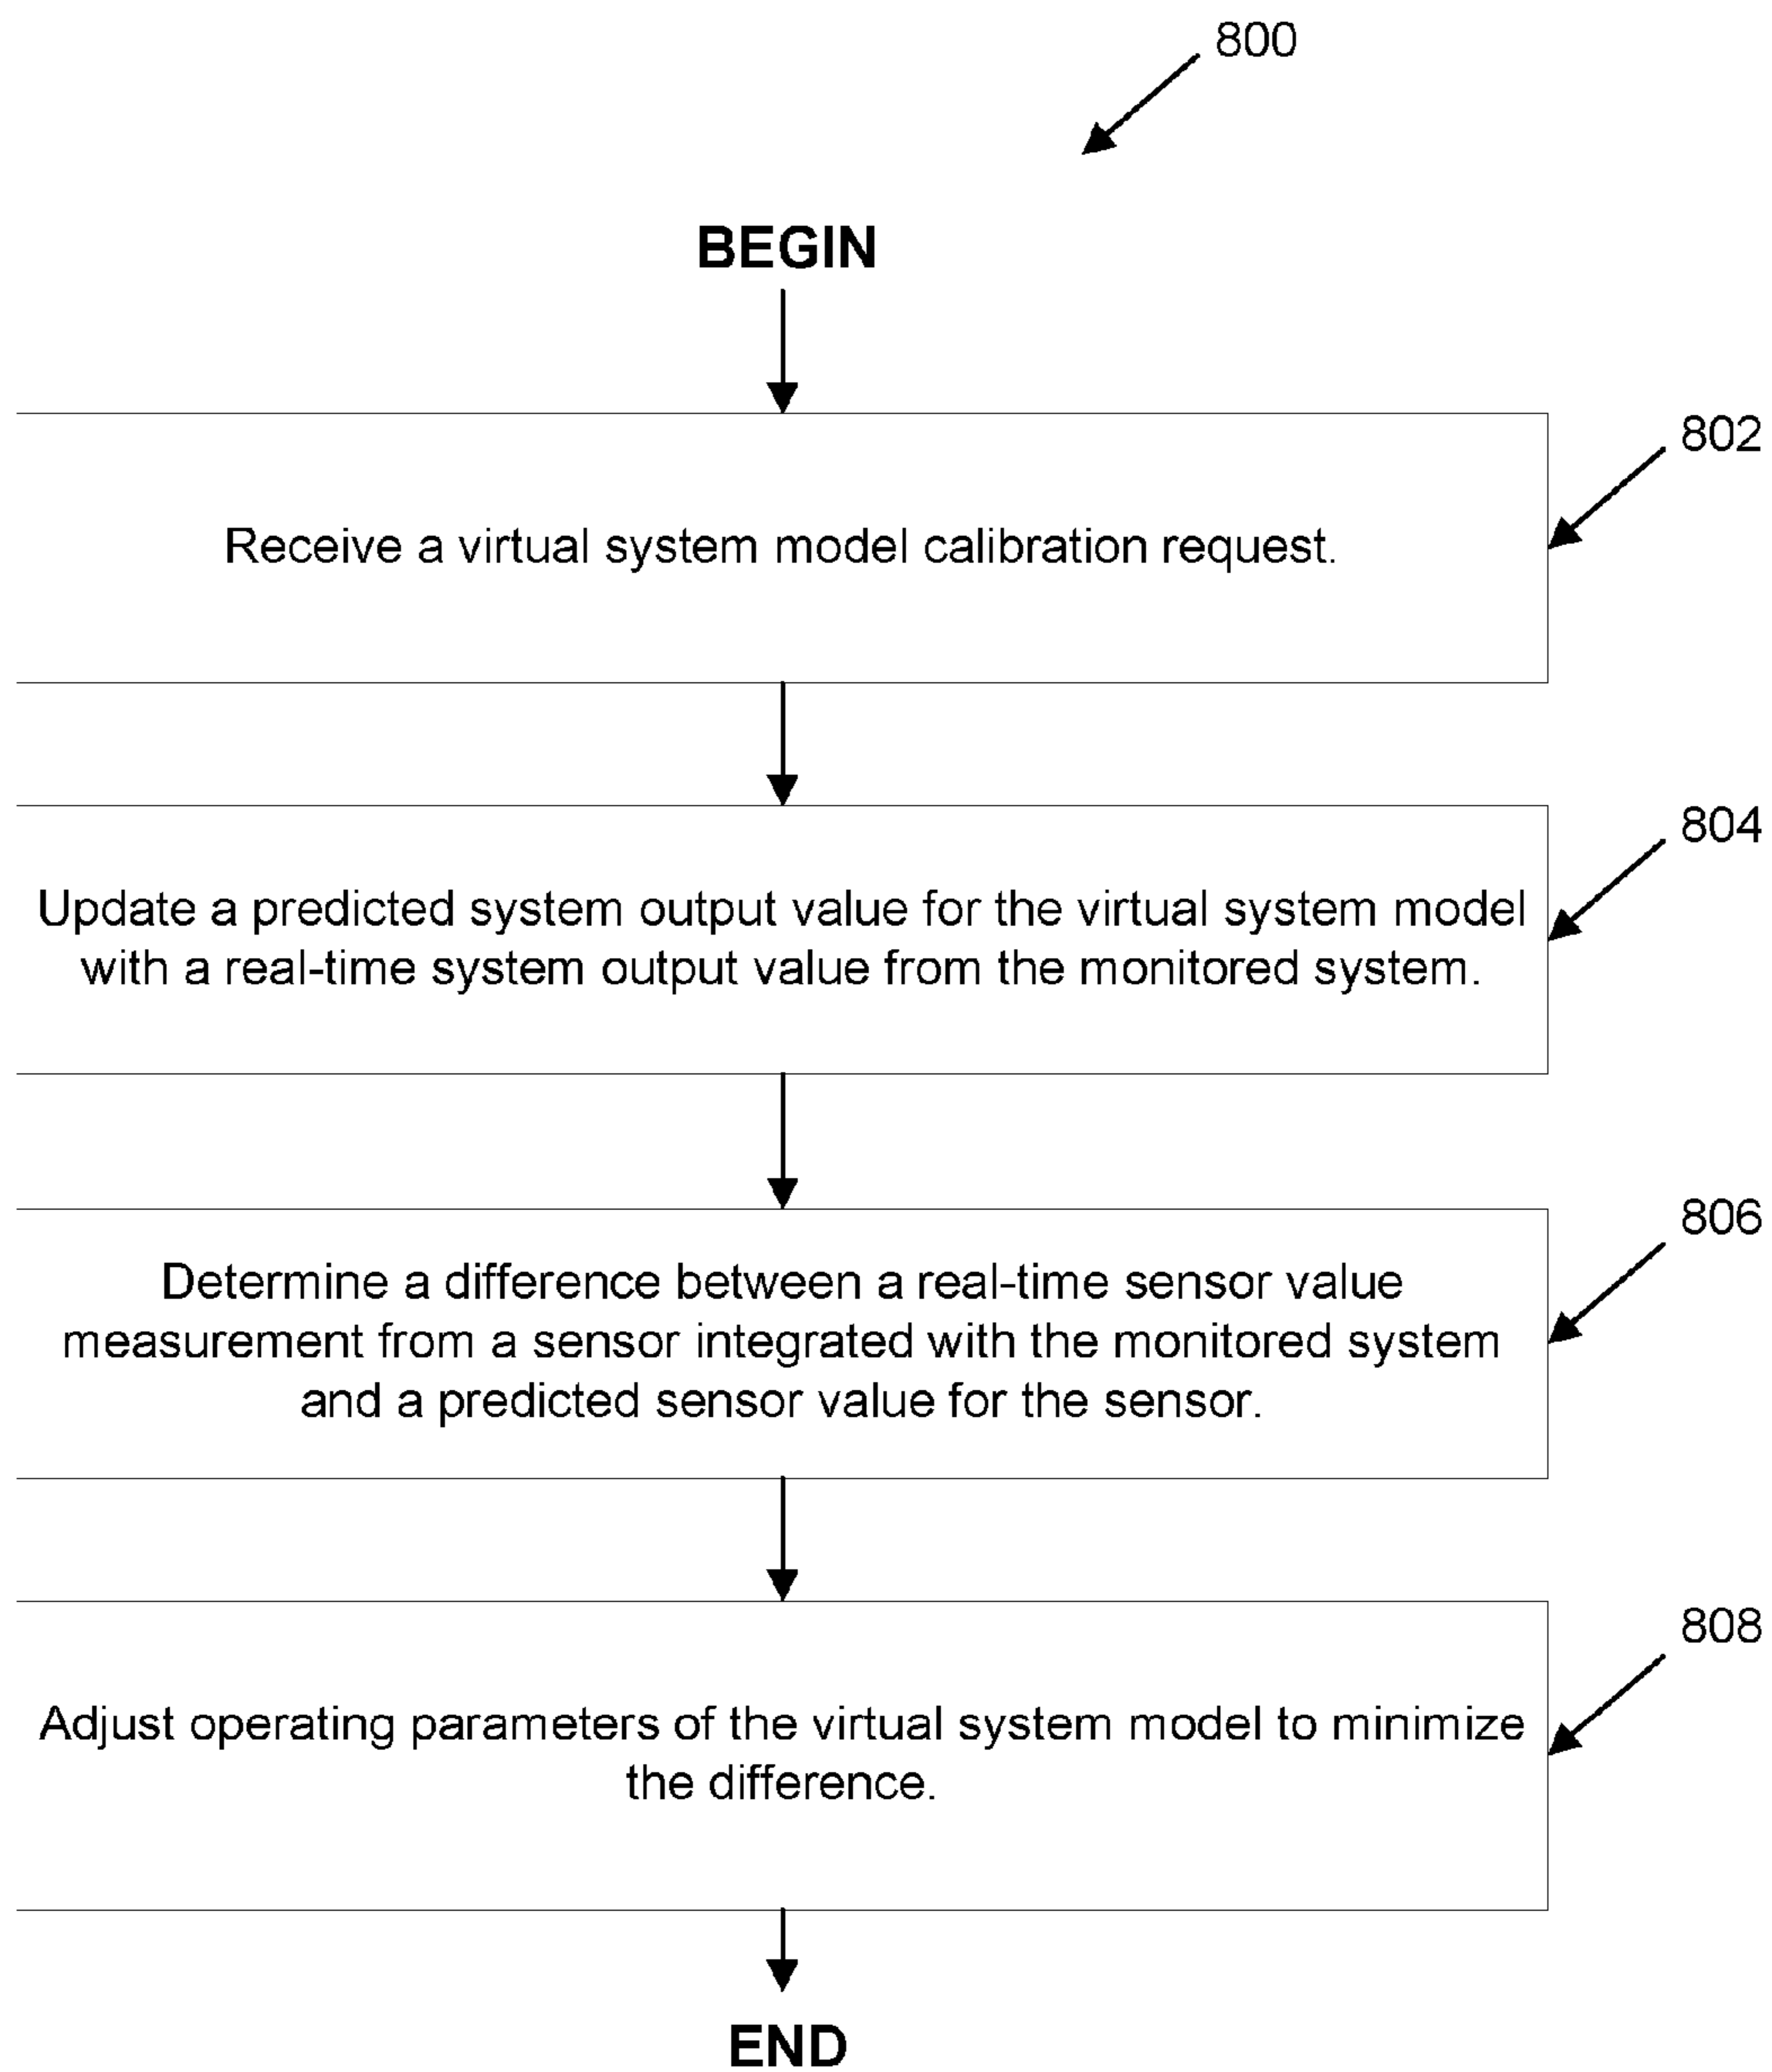 800
BEGIN
802
Receive a virtual system model calibration request.
804
Update a predicted system output value for the virtual system model
with a real-time system output value from the monitored system.
806
Determine a difference between a real-time sensor value
measurement from a sensor integrated with the monitored system
and a predicted sensor value for the sensor.
808
Adjust operating parameters of the virtual system model to minimize
the difference.
END